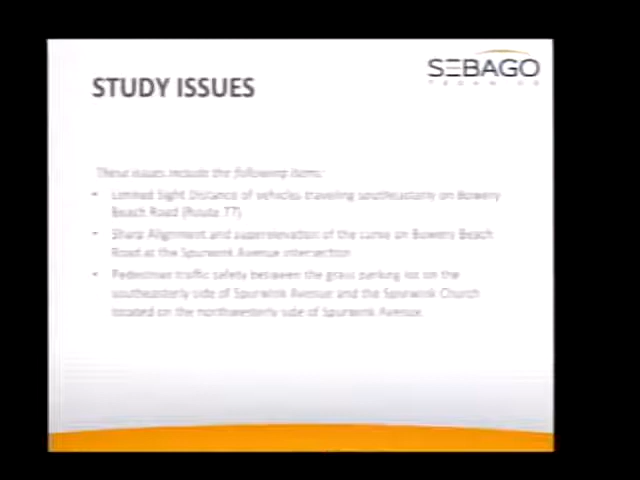 SEBAGO
TECHNICS
STUDY ISSUES
These issues include the following items:
• Limited Sight Distance of vehicles traveling southeasterly on Bowery
Beach Road (Route 77)
• Sharp Alignment and superelevation of the curve on Bowery Beach
Road at the Spurwink Avenue intersection
• Pedestrian traffic safety between the grass parking lot on the
southeasterly side of Spurwink Avenue and the Spurwink Church
located on the northwesterly side of Spurwink Avenue.